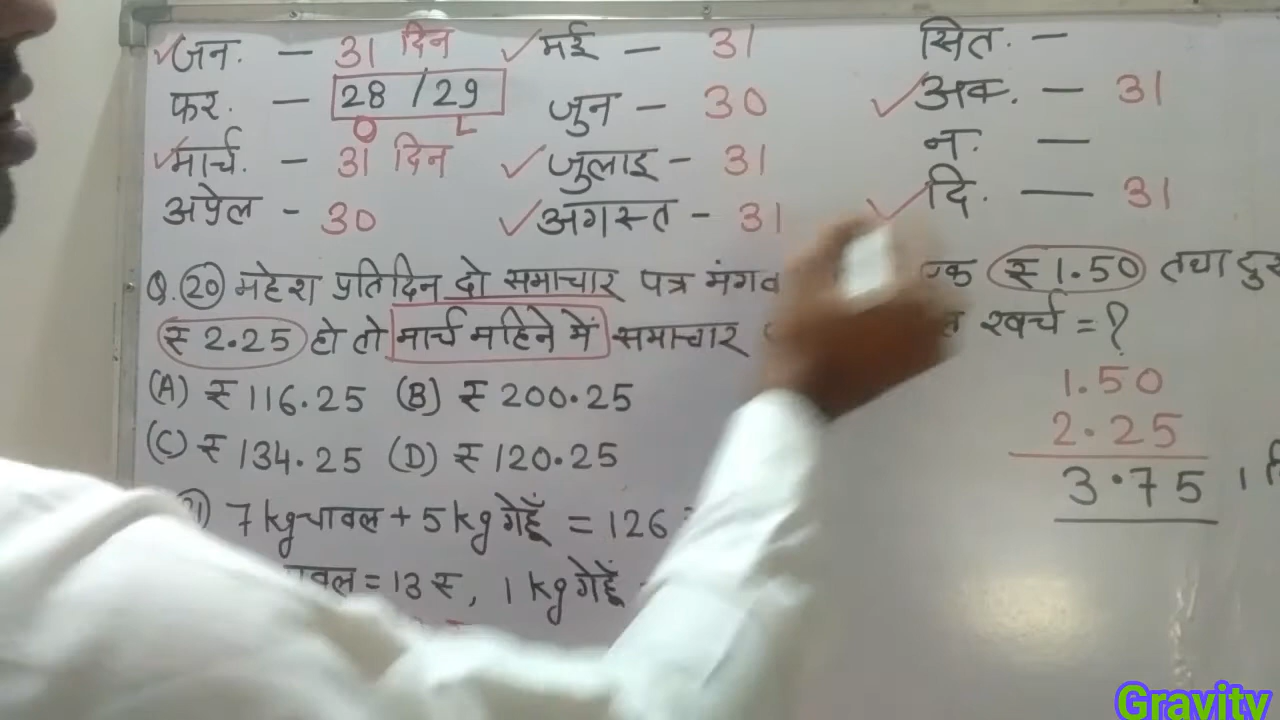 जन. - 31 दिन
फर. - 28 / 29
O L
मार्च. - 31 दिन
अप्रेल - 30
मई - 31
जुन - 30
जुलाइ - 31
अगस्त - 31
सित. -
अक. - 31
न. -
दि. - 31
Q. 20 महेश प्रतिदिन दो समाचार पत्र मंगव ₹ 1.50 तथा
₹ 2.25 हो तो मार्च महिने में समाचार खर्च = ?
(A) ₹ 116.25 (B) ₹ 200.25
(C) ₹ 134.25 (D) ₹ 120.25
7 kg चावल + 5 kg गेहूँ = 126
= 13 ₹, 1 kg गेहूँ
1.50
2.25
3.75 1
Gravity